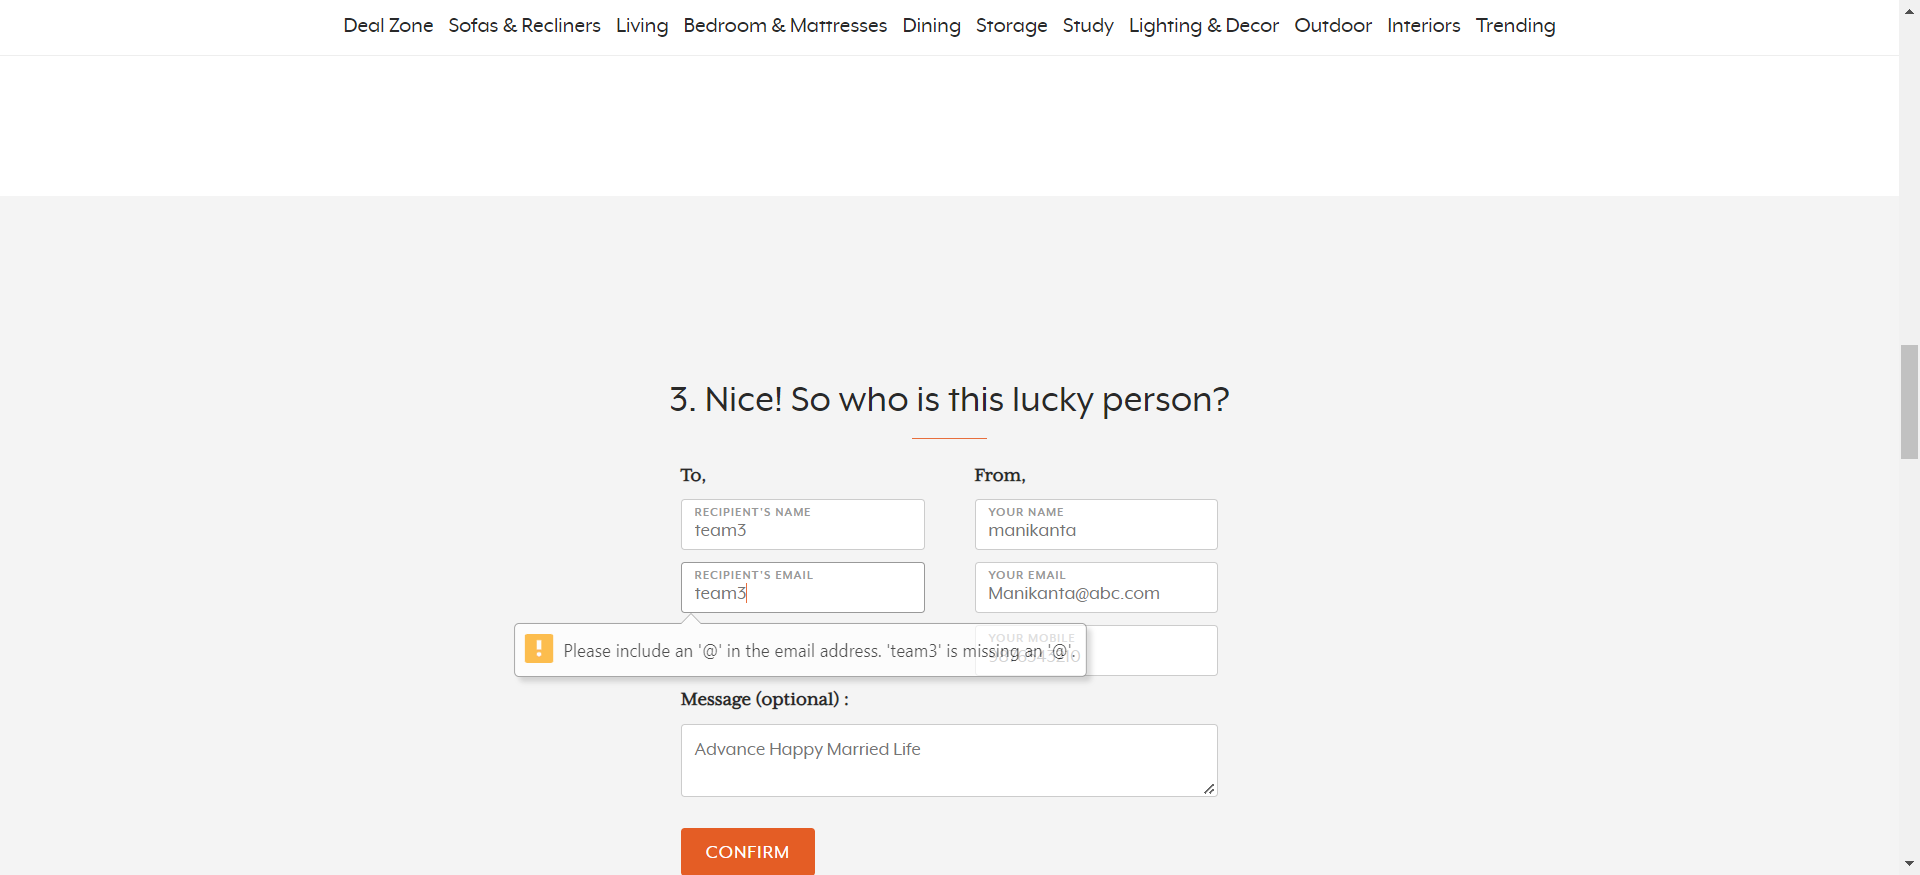 Deal Zone Sofas & Recliners Living Bedroom & Mattresses Dining Storage Study Lighting & Decor Outdoor Interiors Trending
3. Nice! So who is this lucky person?
To,
From,
RECIPIENT'S NAME
team3
YOUR NAME
manikanta
RECIPIENT'S EMAIL
team3
YOUR EMAIL
Manikanta@abc.com
Please include an '@' in the email address. 'team3' is missing an '@'.
YOUR MOBILE
9876543210
Message (optional) :
Advance Happy Married Life
CONFIRM